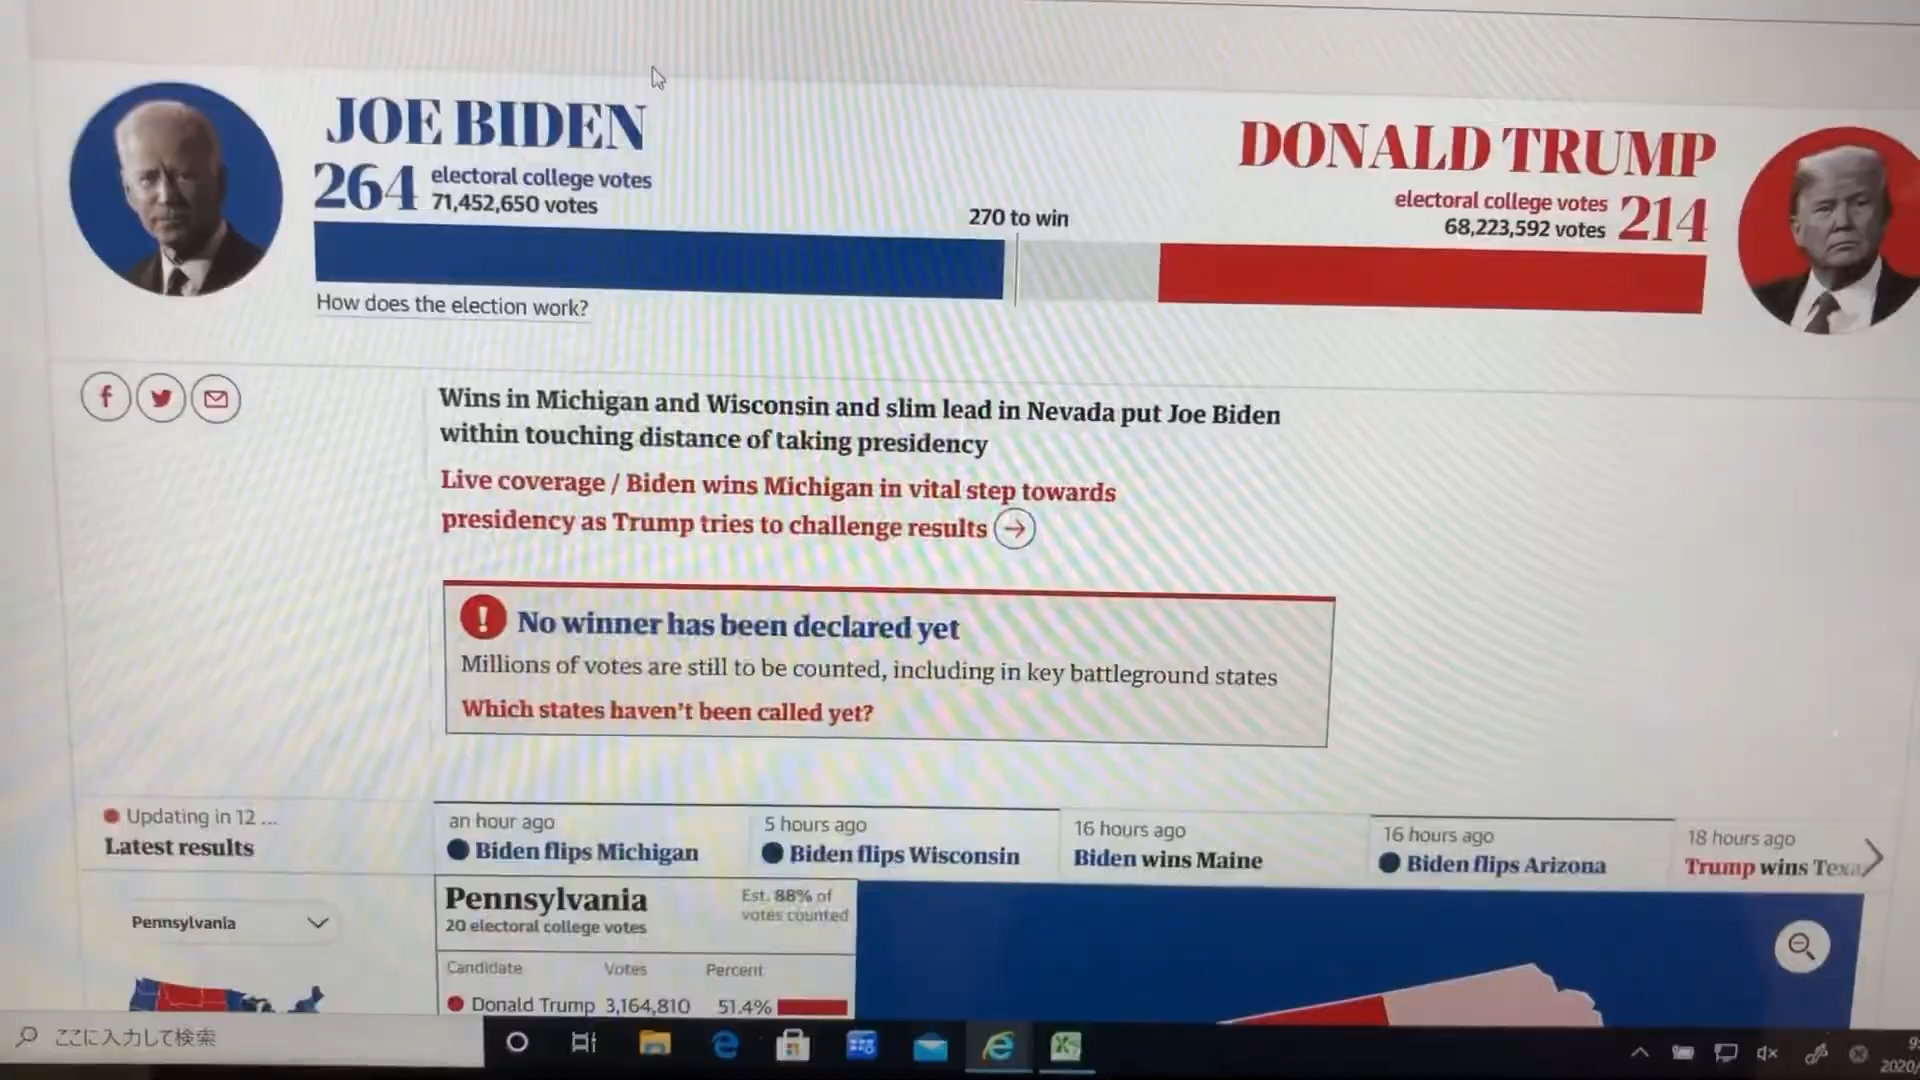 JOE BIDEN
264 electoral college votes
71,452,650 votes
270 to win
DONALD TRUMP
electoral college votes 214
68,223,592 votes
How does the election work?
Wins in Michigan and Wisconsin and slim lead in Nevada put Joe Biden
within touching distance of taking presidency
Live coverage / Biden wins Michigan in vital step towards
presidency as Trump tries to challenge results
No winner has been declared yet
Millions of votes are still to be counted, including in key battleground states
Which states haven't been called yet?
Updating in 12 ...
Latest results
an hour ago
Biden flips Michigan
5 hours ago
Biden flips Wisconsin
16 hours ago
Biden wins Maine
16 hours ago
Biden flips Arizona
18 hours ago
Trump wins
Pennsylvania
Pennsylvania
20 electoral college votes
Est. 88% of
votes counted
Candidate Votes Percent
Donald Trump 3,164,810 51.4%
ここに入力して検索
2020/